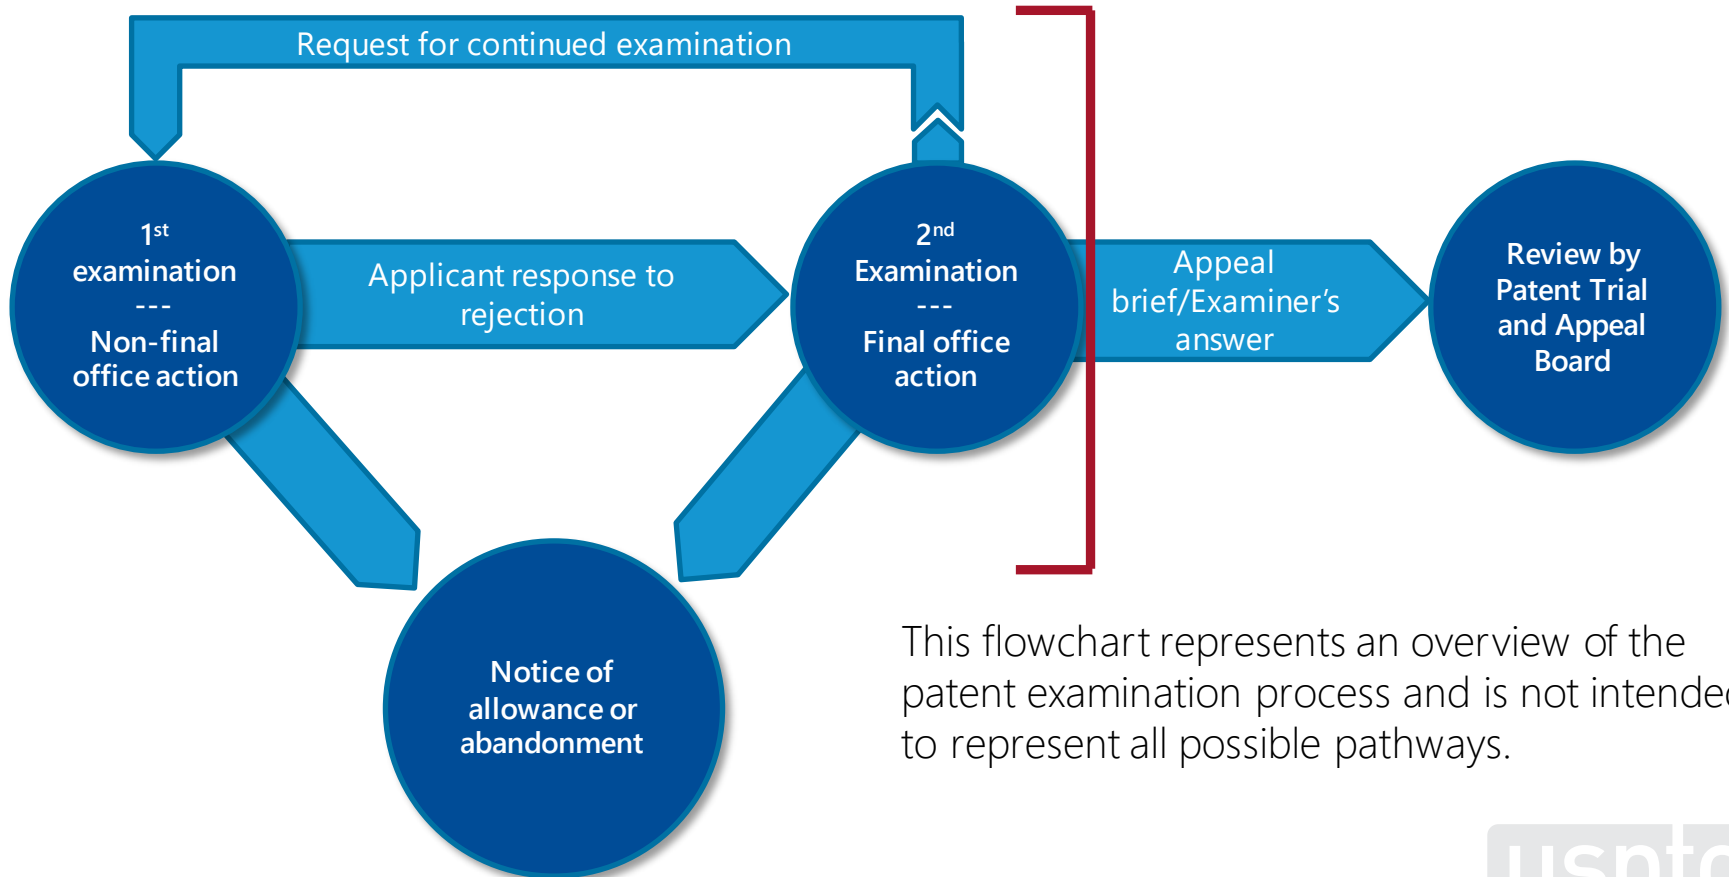 Request for continued examination
1st
examination
---
Non-final
office action
Applicant response to
rejection
2nd
Examination
---
Final office
action
Appeal
brief/Examiner's
answer
Review by
Patent Trial
and Appeal
Board
Notice of
allowance or
abandonment
This flowchart represents an overview of the
patent examination process and is not intended
to represent all possible pathways.